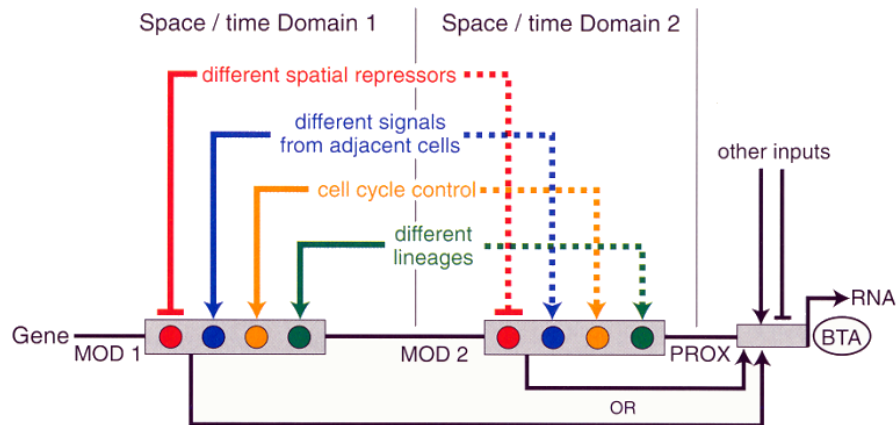 Space / time Domain 1
Space / time Domain 2
different spatial repressors
different signals
from adjacent cells
other inputs
cell cycle control
different
lineages
RNA
Gene
MOD 1
MOD 2
PROX
BTA
OR